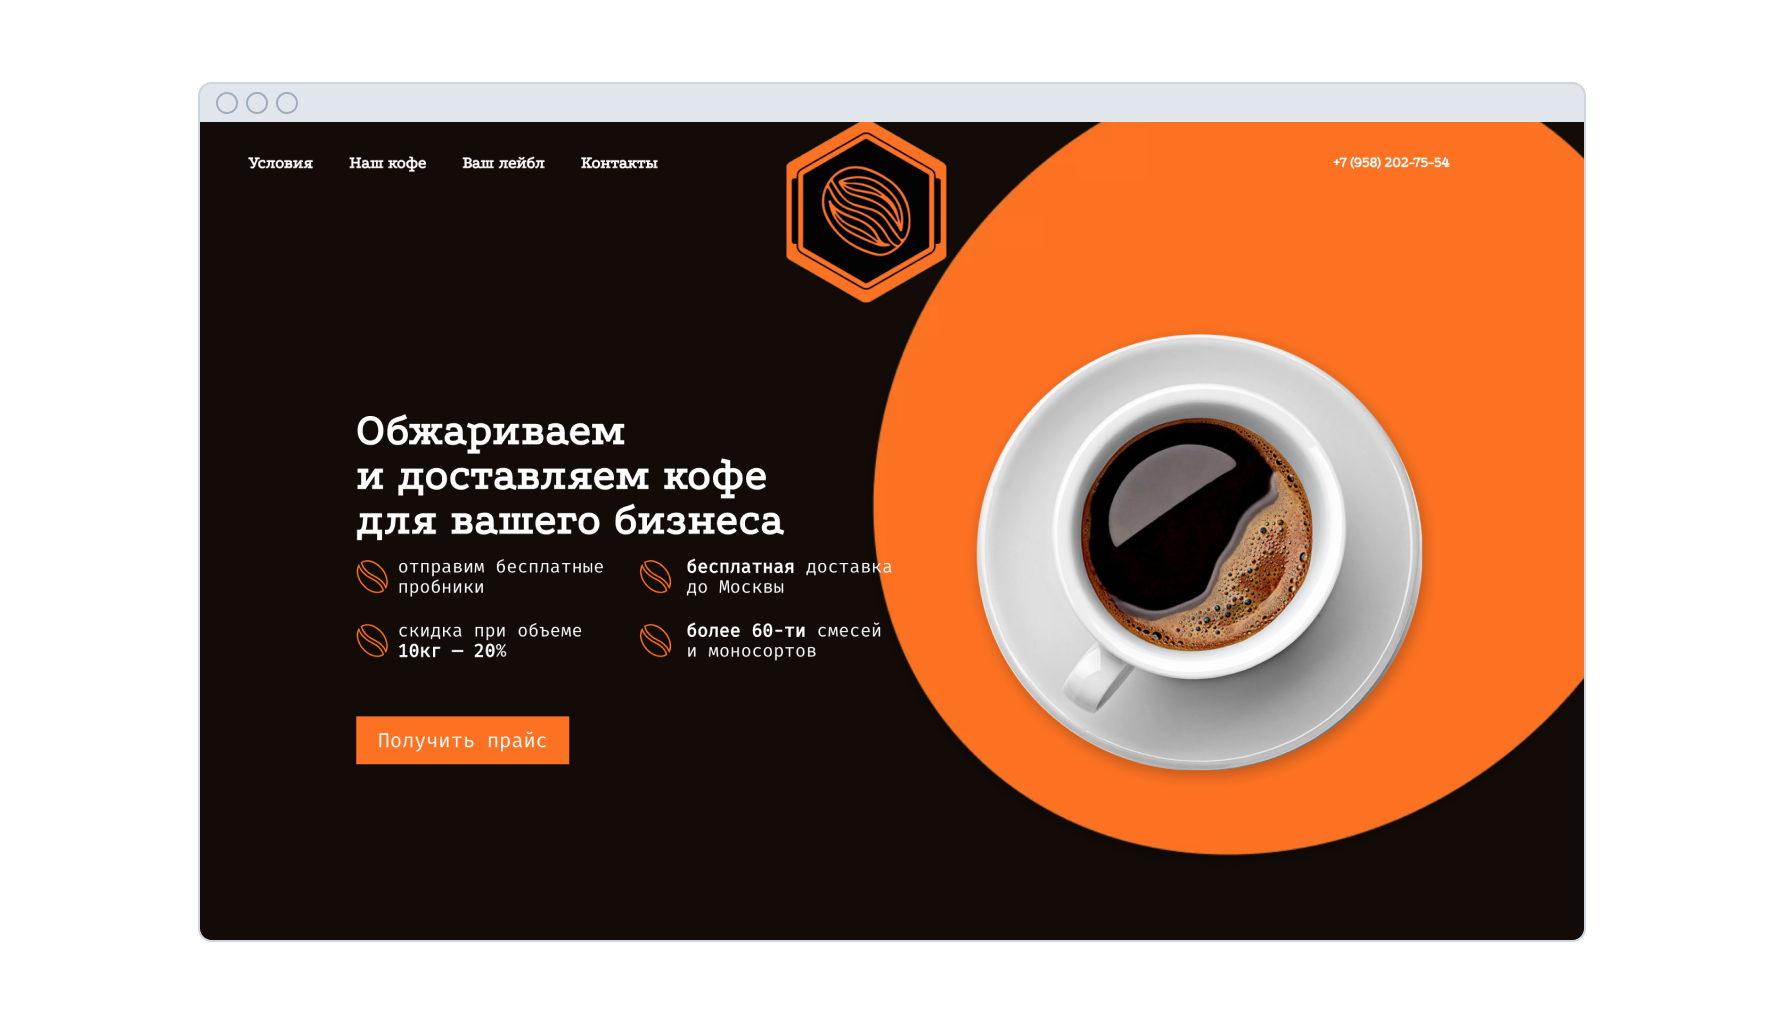 Условия Наш кофе Ваш лейбл Контакты +7 (958) 202-75-54
Обжариваем
и доставляем кофе
для вашего бизнеса
отправим бесплатные
пробники
бесплатная доставка
до Москвы
скидка при объеме
10кг — 20%
более 60-ти смесей
и моносортов
Получить прайс